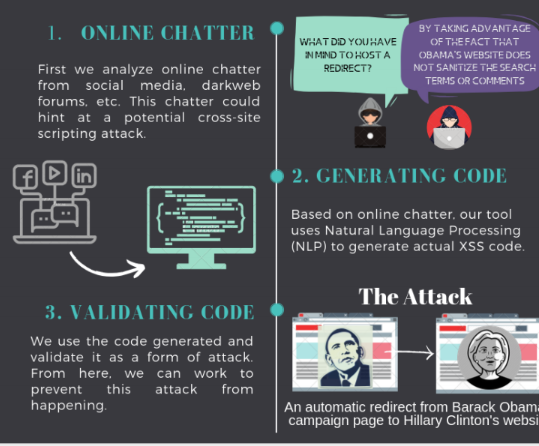 1. ONLINE CHATTER
First we analyze online chatter
from social media, darkweb
forums, etc. This chatter could
hint at a potential cross-site
scripting attack.
WHAT DID YOU HAVE
IN MIND TO HOST A
REDIRECT?
BY TAKING ADVANTAGE
OF THE FACT THAT
OBAMA'S WEBSITE DOES
NOT SANITIZE THE SEARCH
TERMS OR COMMENTS
f
in
2. GENERATING CODE
Based on online chatter, our tool
uses Natural Language Processing
(NLP) to generate actual XSS code.
3. VALIDATING CODE
We use the code generated and
validate it as a form of attack.
From here, we can work to
prevent this attack from
happening.
The Attack
An automatic redirect from Barack Obam
campaign page to Hillary Clinton's websi